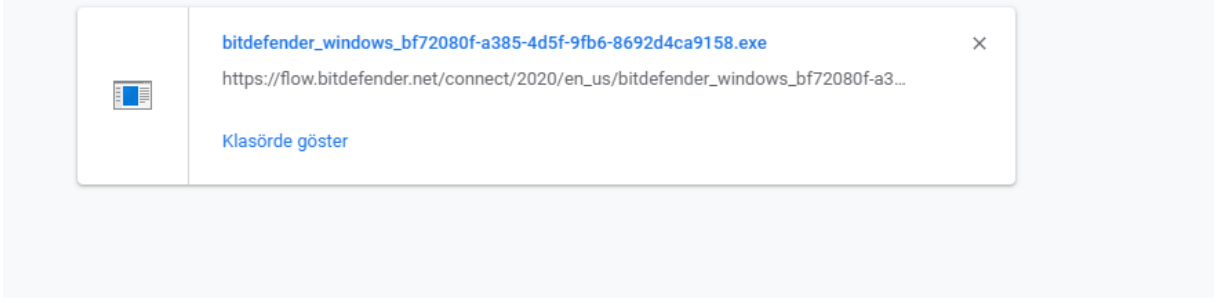 bitdefender_windows_bf72080f-a385-4d5f-9fb6-8692d4ca9158.exe
https://flow.bitdefender.net/connect/2020/en_us/bitdefender_windows_bf72080f-a3...
Klasörde göster